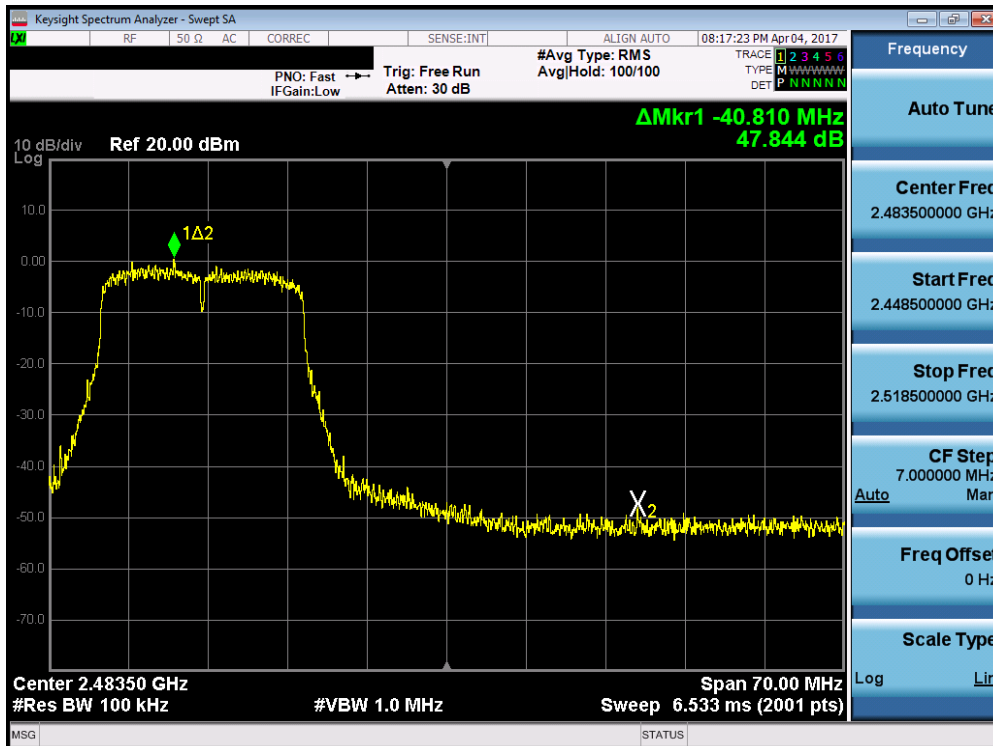 Keysight Spectrum Analyzer - Swept SA
LXI RF 50 Ω AC CORREC SENSE:INT ALIGN AUTO 08:17:23 PM Apr 04, 2017
PNO: Fast
IFGain:Low
Trig: Free Run
Atten: 30 dB
#Avg Type: RMS
Avg|Hold: 100/100
TRACE 1 2 3 4 5 6
TYPE M WWWWW
DET P N N N N N
ΔMkr1 -40.810 MHz
47.844 dB
10 dB/div Ref 20.00 dBm
Log
10.0
0.00
-10.0
-20.0
-30.0
-40.0
-50.0
-60.0
-70.0
1Δ2
X2
Center 2.48350 GHz Span 70.00 MHz
#Res BW 100 kHz #VBW 1.0 MHz Sweep 6.533 ms (2001 pts)
MSG STATUS
Frequency
Auto Tune
Center Freq
2.483500000 GHz
Start Freq
2.448500000 GHz
Stop Freq
2.518500000 GHz
CF Step
7.000000 MHz
Auto Man
Freq Offset
0 Hz
Scale Type
Log Lin